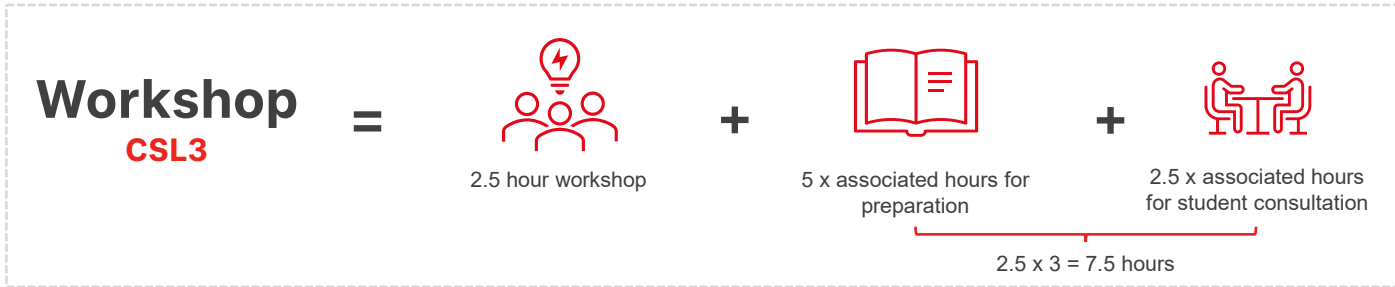 Workshop
CSL3
=
2.5 hour workshop
+
5 x associated hours for
preparation
+
2.5 x associated hours
for student consultation
2.5 x 3 = 7.5 hours